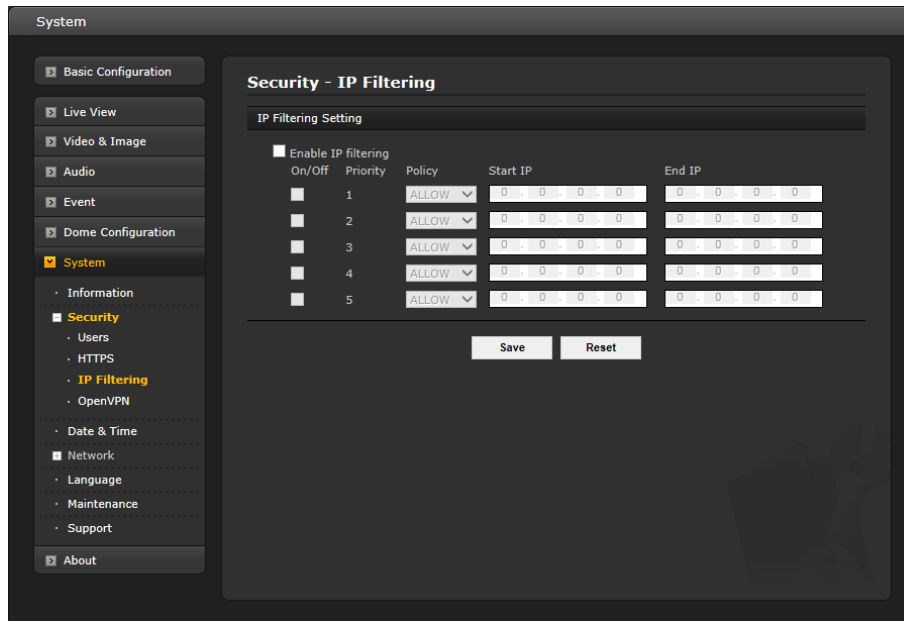 System
Basic Configuration
Live View
Video & Image
Audio
Event
Dome Configuration
System
· Information
Security
· Users
· HTTPS
· IP Filtering
· OpenVPN
· Date & Time
Network
· Language
· Maintenance
· Support
About
Security - IP Filtering
IP Filtering Setting
Enable IP filtering
On/Off Priority Policy Start IP End IP
1 ALLOW 0 . 0 . 0 . 0 0 . 0 . 0 . 0
2 ALLOW 0 . 0 . 0 . 0 0 . 0 . 0 . 0
3 ALLOW 0 . 0 . 0 . 0 0 . 0 . 0 . 0
4 ALLOW 0 . 0 . 0 . 0 0 . 0 . 0 . 0
5 ALLOW 0 . 0 . 0 . 0 0 . 0 . 0 . 0
Save Reset